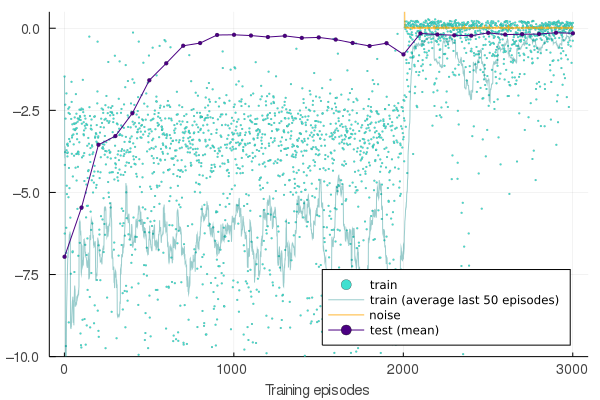 0.0
−2.5
−5.0
−7.5
−10.0
train
train (average last 50 episodes)
noise
test (mean)
0
1000
2000
3000
Training episodes